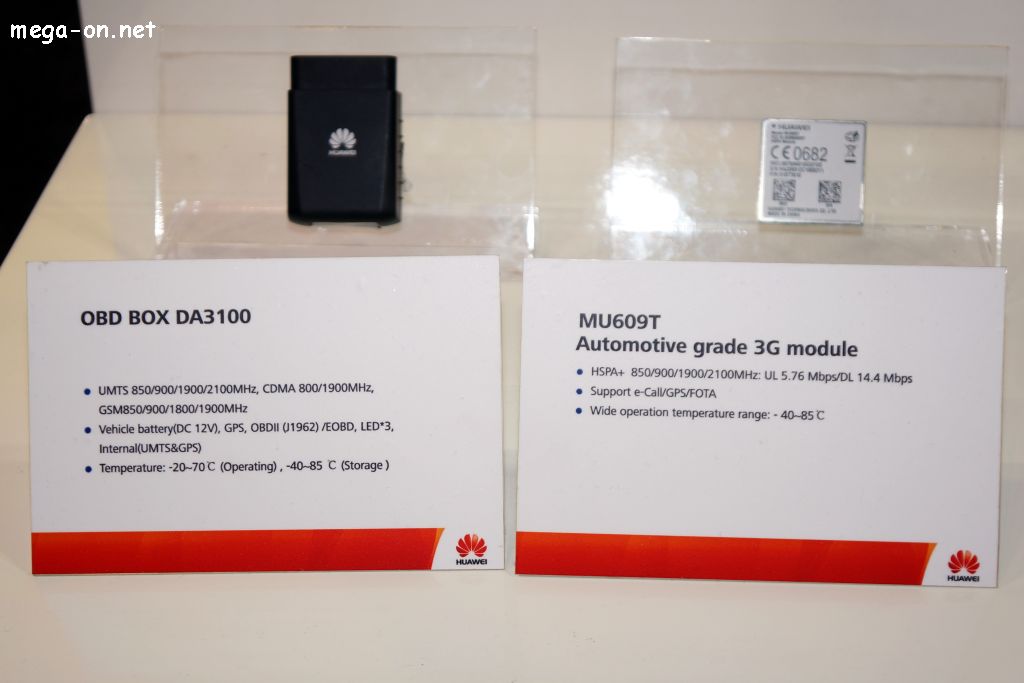 mega-on.net
HUAWEI
HUAWEI
CE0682
OBD BOX DA3100
UMTS 850/900/1900/2100MHz, CDMA 800/1900MHz,
GSM850/900/1800/1900MHz
Vehicle battery(DC 12V), GPS, OBDII (J1962) /EOBD, LED*3,
Internal(UMTS&GPS)
Temperature: -20~70℃ (Operating) , -40~85 ℃ (Storage )
HUAWEI
MU609T
Automotive grade 3G module
HSPA+ 850/900/1900/2100MHz: UL 5.76 Mbps/DL 14.4 Mbps
Support e-Call/GPS/FOTA
Wide operation temperature range: - 40~85℃
HUAWEI